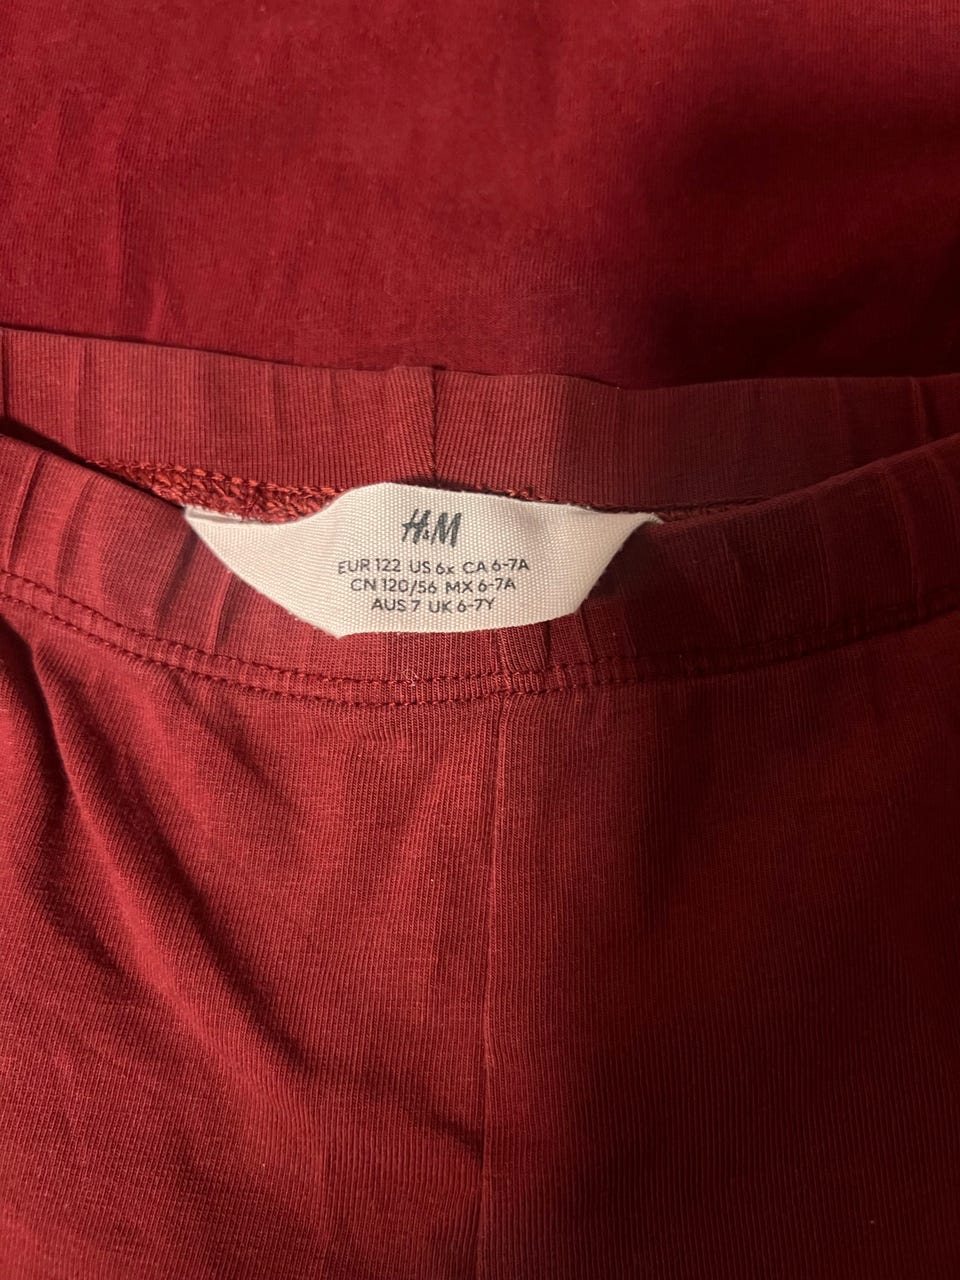 H&M
EUR 122 US 6x CA 6-7A
CN 120/56 MX 6-7A
AUS 7 UK 6-7Y